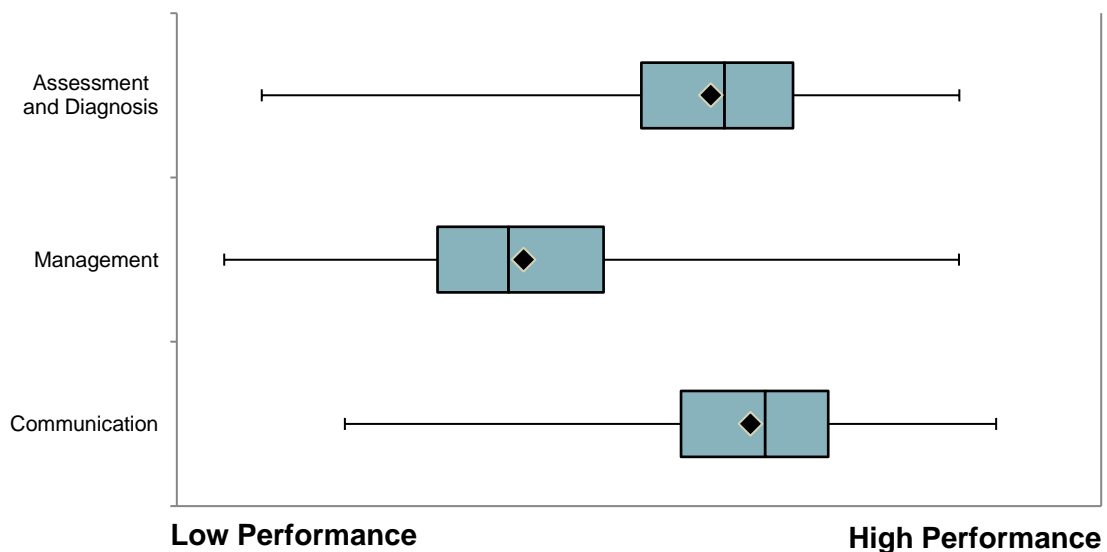 Assessment
and Diagnosis
Management
Communication
Low Performance
High Performance